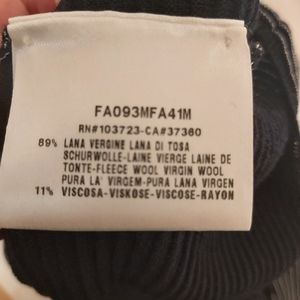 FA093MFA41M
RN#103723-CA#37360
89% LANA VERGINE LANA DI TOSA
SCHURWOLLE-LAINE VIERGE LAINE DE
TONTE-FLEECE WOOL VIRGIN WOOL
PURA LA' VIRGEM-PURA LANA VIRGEN
11% VISCOSA-VISKOSE-VISCOSE-RAYON